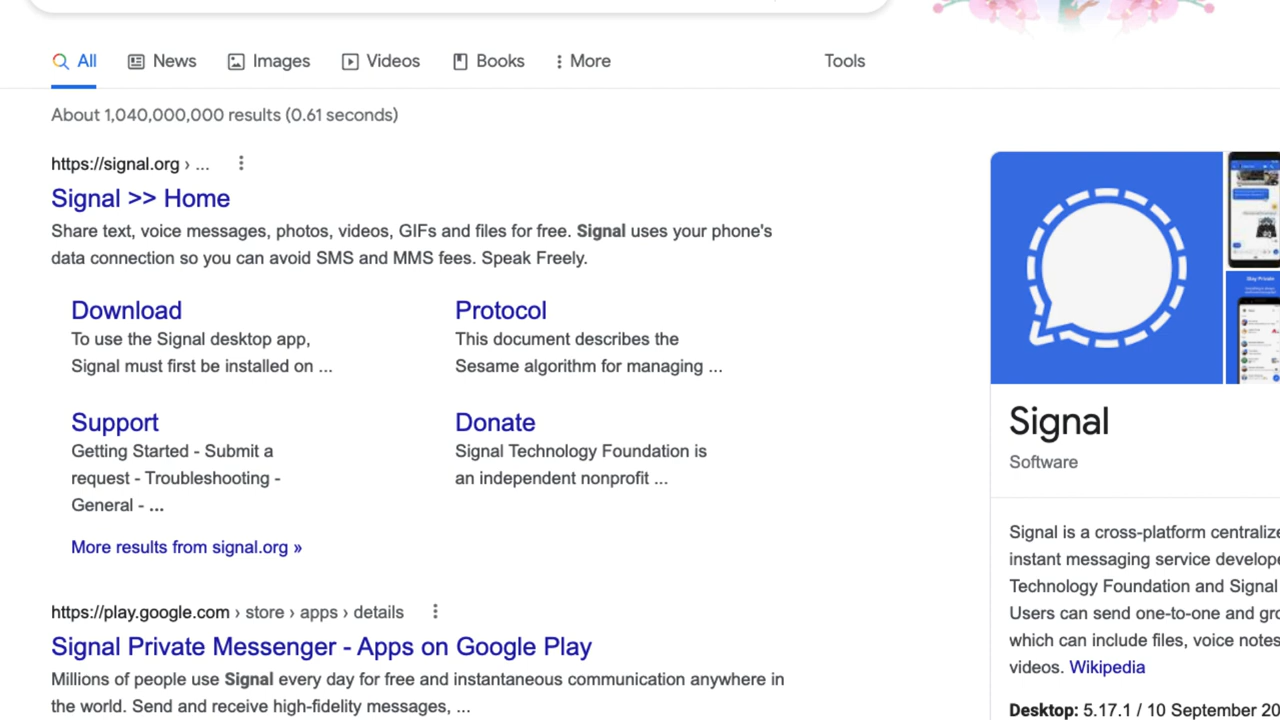 All News Images Videos Books More Tools
About 1,040,000,000 results (0.61 seconds)
https://signal.org › ...
Signal >> Home
Share text, voice messages, photos, videos, GIFs and files for free. Signal uses your phone's
data connection so you can avoid SMS and MMS fees. Speak Freely.
Download
To use the Signal desktop app,
Signal must first be installed on ...
Protocol
This document describes the
Sesame algorithm for managing ...
Support
Getting Started - Submit a
request - Troubleshooting -
General - ...
Donate
Signal Technology Foundation is
an independent nonprofit ...
More results from signal.org »
https://play.google.com › store › apps › details
Signal Private Messenger - Apps on Google Play
Millions of people use Signal every day for free and instantaneous communication anywhere in
the world. Send and receive high-fidelity messages, ...
Signal
Software
Signal is a cross-platform centralize
instant messaging service develope
Technology Foundation and Signal
Users can send one-to-one and gro
which can include files, voice notes
videos. Wikipedia
Desktop: 5.17.1 / 10 September 20